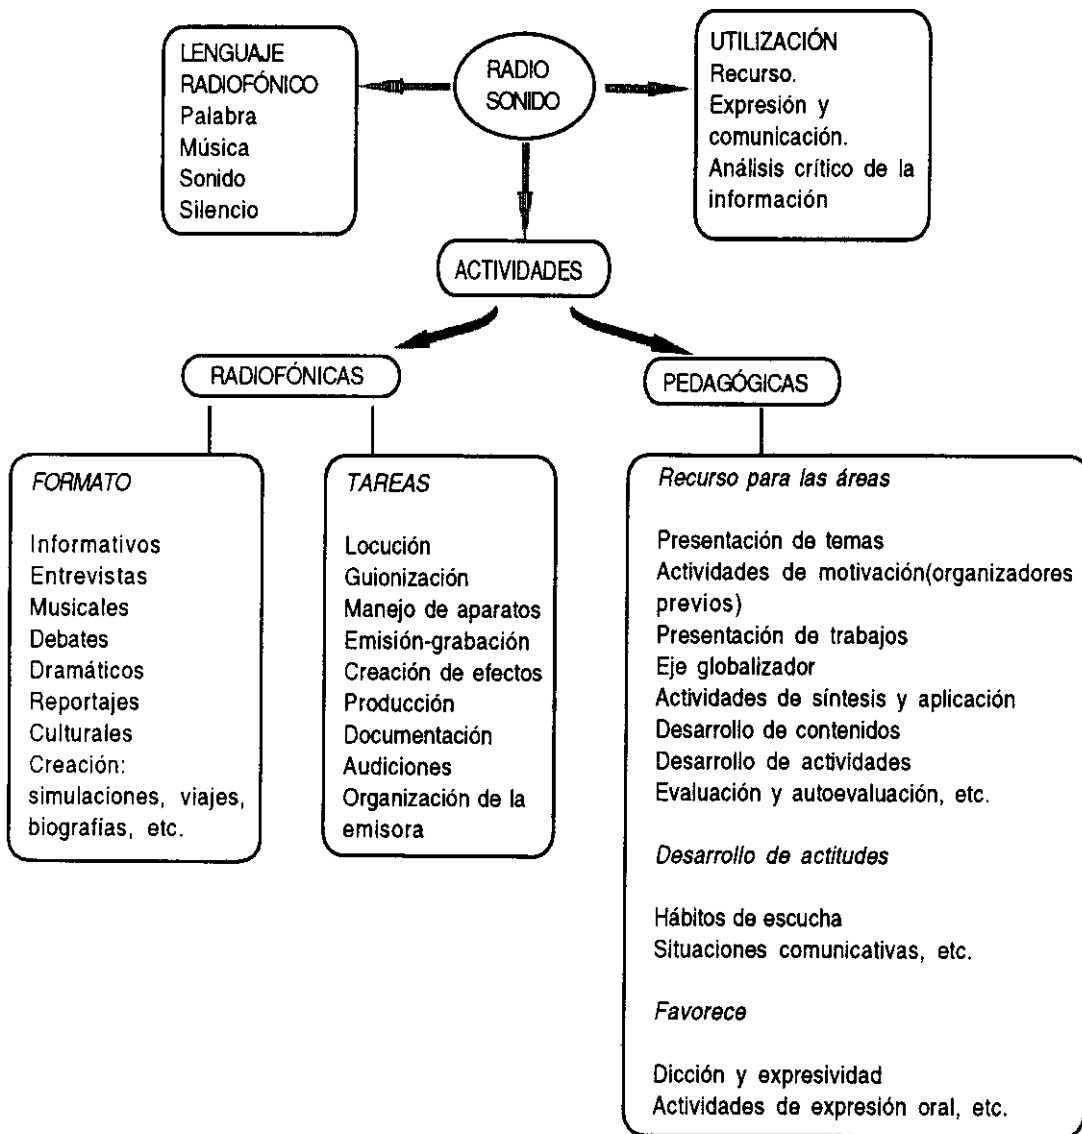 LENGUAJE
RADIOFÓNICO
Palabra
Música
Sonido
Silencio
RADIO
SONIDO
UTILIZACIÓN
Recurso.
Expresión y
comunicación.
Análisis crítico de la
información
ACTIVIDADES
RADIOFÓNICAS
PEDAGÓGICAS
FORMATO
Informativos
Entrevistas
Musicales
Debates
Dramáticos
Reportajes
Culturales
Creación:
simulaciones, viajes,
biografías, etc.
TAREAS
Locución
Guionización
Manejo de aparatos
Emisión-grabación
Creación de efectos
Producción
Documentación
Audiciones
Organización de la
emisora
Recurso para las áreas
Presentación de temas
Actividades de motivación(organizadores
previos)
Presentación de trabajos
Eje globalizador
Actividades de síntesis y aplicación
Desarrollo de contenidos
Desarrollo de actividades
Evaluación y autoevaluación, etc.
Desarrollo de actitudes
Hábitos de escucha
Situaciones comunicativas, etc.
Favorece
Dicción y expresividad
Actividades de expresión oral, etc.